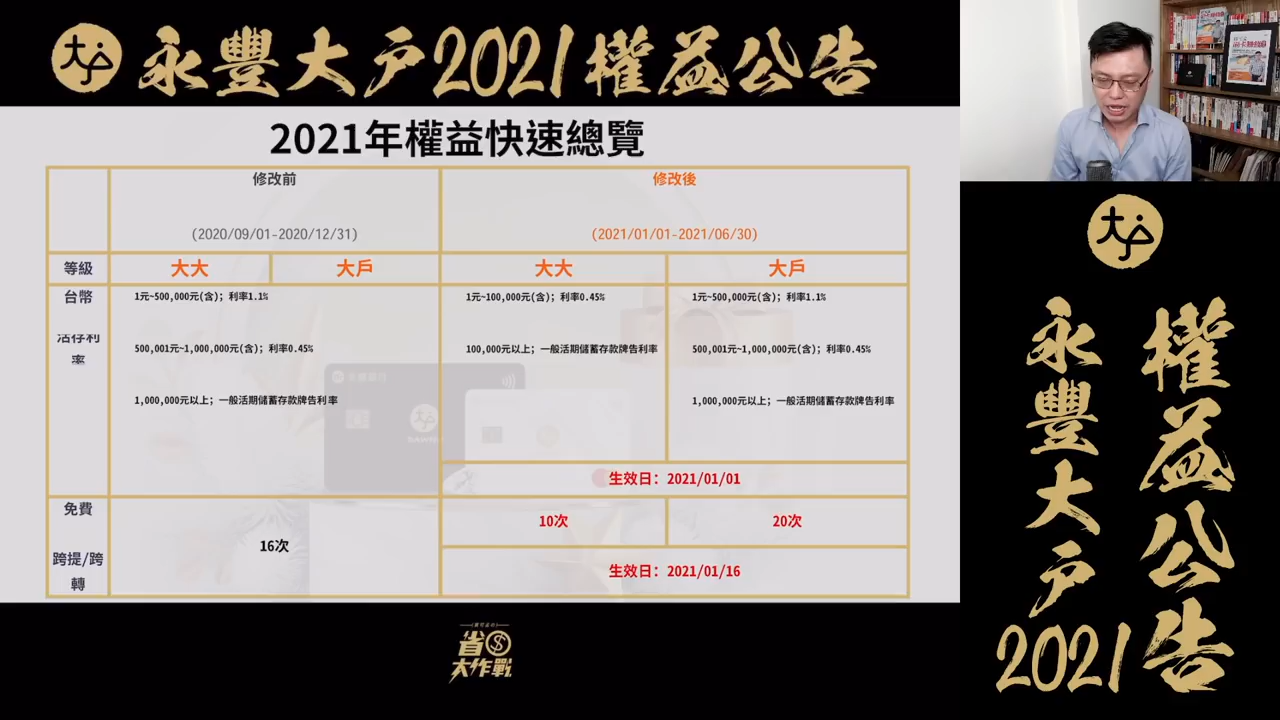 大戶 永豐大戶2021權益公告
2021年權益快速總覽
修改前
修改後
(2020/09/01-2020/12/31)
(2021/01/01-2021/06/30)
等級
大大
大戶
大大
大戶
台幣
活存利
率
1元~500,000元(含); 利率1.1%
500,001元~1,000,000元(含); 利率0.45%
1,000,000元以上; 一般活期儲蓄存款牌告利率
1元~100,000元(含); 利率0.45%
100,000元以上; 一般活期儲蓄存款牌告利率
1元~500,000元(含); 利率1.1%
500,001元~1,000,000元(含); 利率0.45%
1,000,000元以上; 一般活期儲蓄存款牌告利率
生效日: 2021/01/01
免費
跨提/跨
轉
16次
10次
20次
生效日: 2021/01/16
省$
大作戰
大戶
永豐大戶2021
權益公告